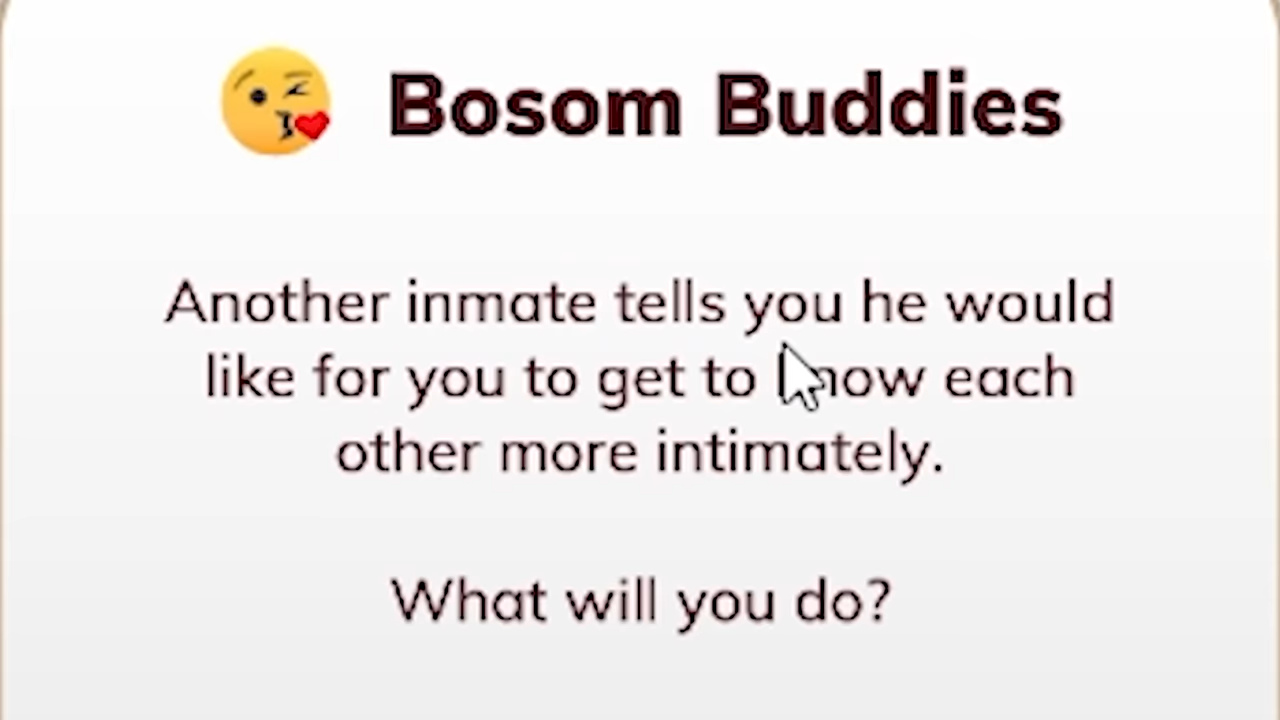 😘 Bosom Buddies
Another inmate tells you he would
like for you to get to know each
other more intimately.
What will you do?